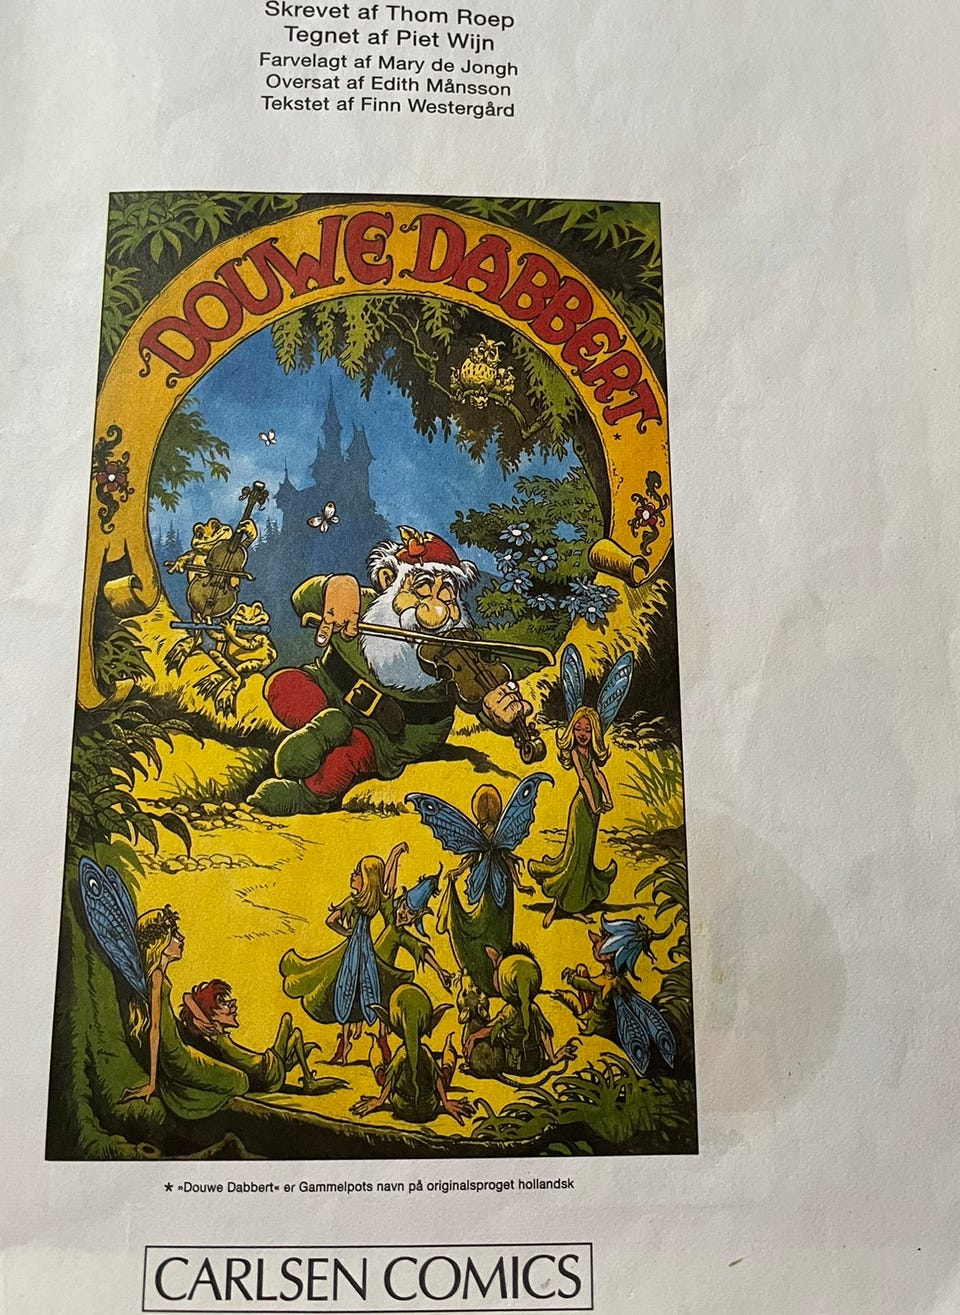 Skrevet af Thom Roep
Tegnet af Piet Wijn
Farvelagt af Mary de Jongh
Oversat af Edith Månsson
Tekstet af Finn Westergård
DOUWE DABBERT
*
* »Douwe Dabbert« er Gammelpots navn på originalsproget hollandsk
CARLSEN COMICS